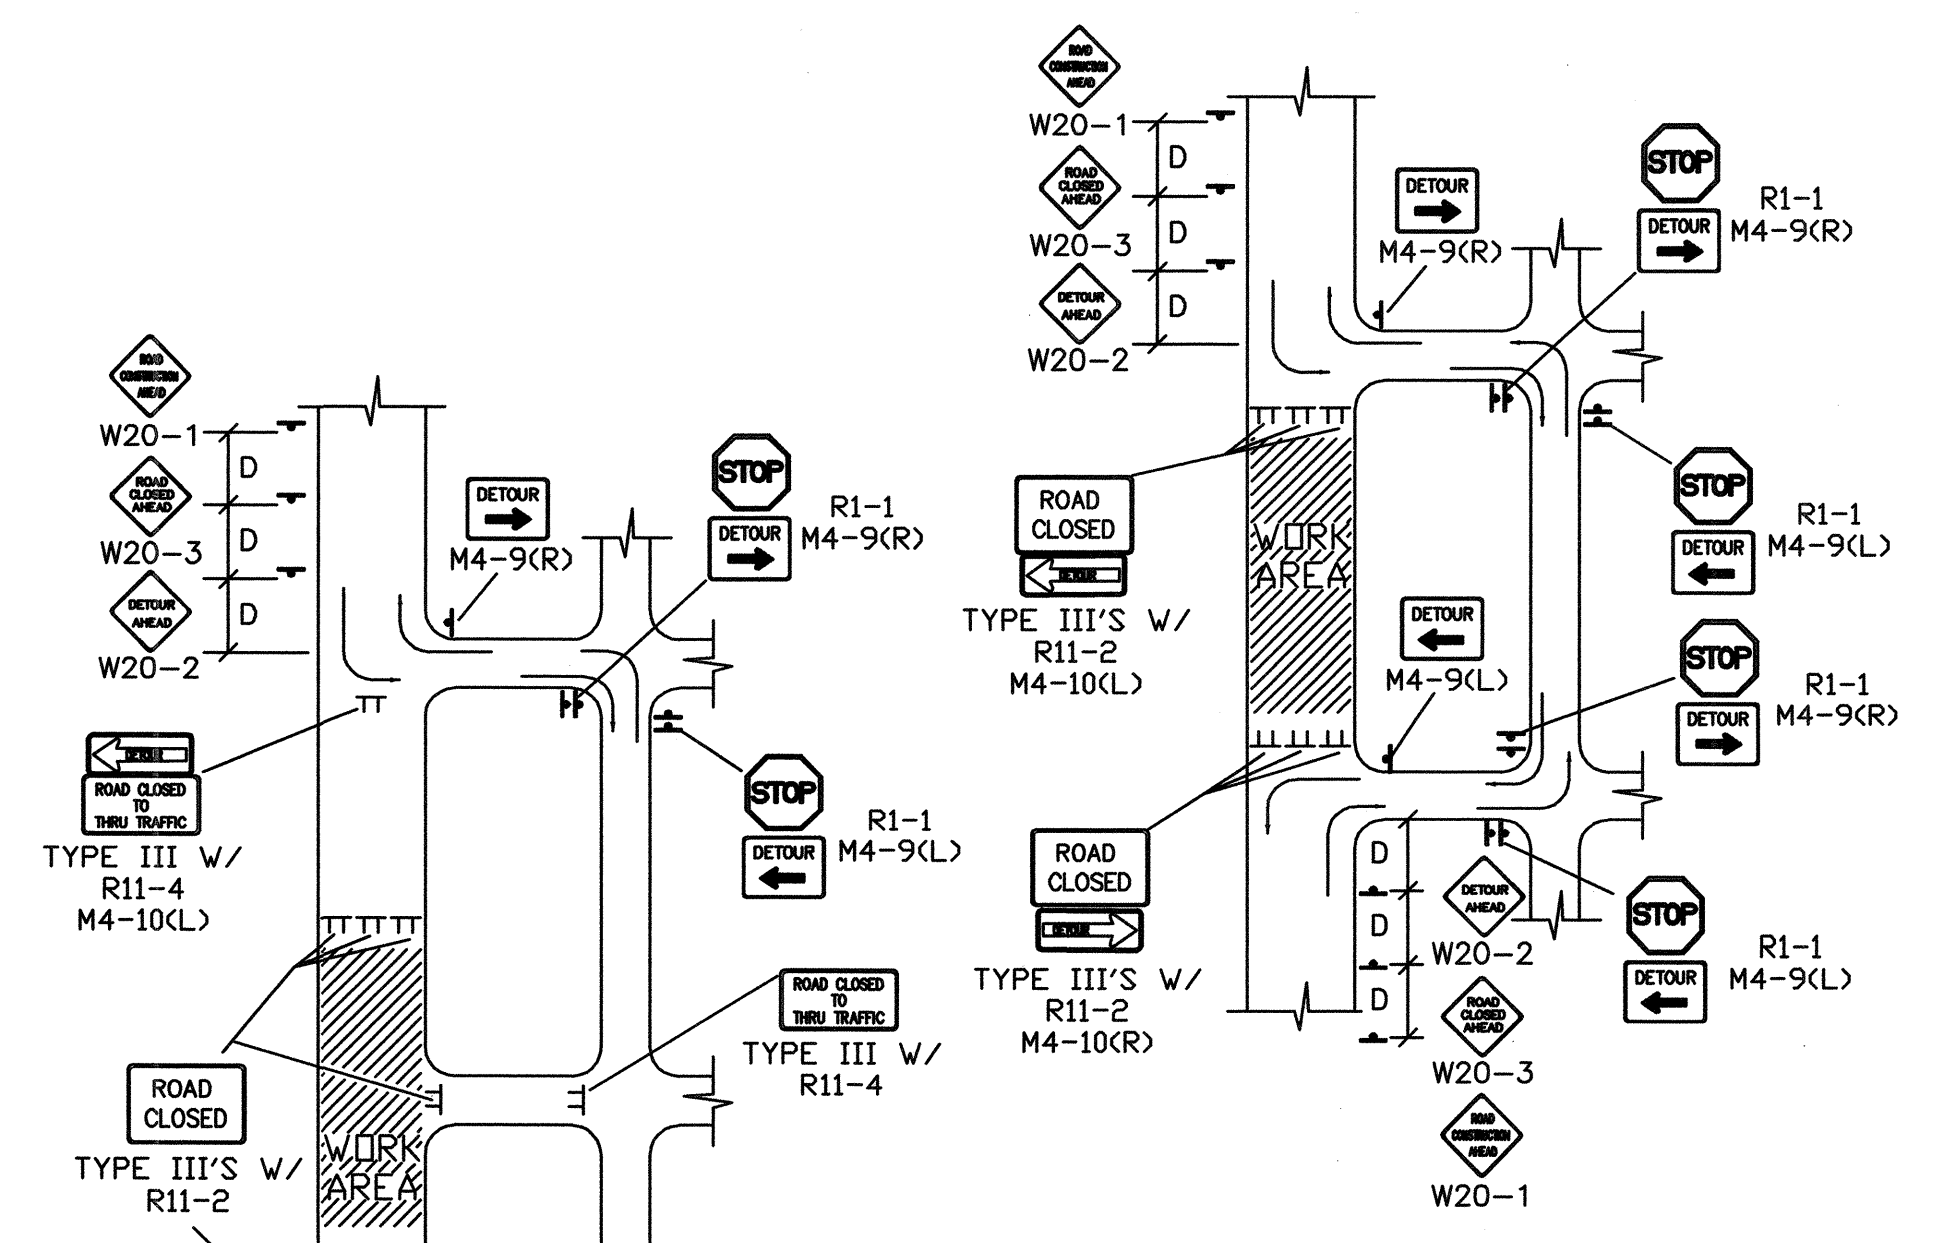 ROAD
CONSTRUCTION
AHEAD
W20-1
D
ROAD
CLOSED
AHEAD
W20-3
D
DETOUR
AHEAD
W20-2
D
DETOUR
M4-9(R)
STOP
DETOUR
R1-1
M4-9(R)
DETOUR
ROAD CLOSED
TO
THRU TRAFFIC
TYPE III W/
R11-4
M4-10(L)
STOP
DETOUR
R1-1
M4-9(L)
ROAD CLOSED
TO
THRU TRAFFIC
TYPE III W/
R11-4
ROAD
CLOSED
TYPE III'S W/
R11-2
WORK
AREA
ROAD
CONSTRUCTION
AHEAD
W20-1
D
ROAD
CLOSED
AHEAD
W20-3
D
DETOUR
AHEAD
W20-2
D
DETOUR
M4-9(R)
STOP
DETOUR
R1-1
M4-9(R)
ROAD
CLOSED
DETOUR
TYPE III'S W/
R11-2
M4-10(L)
WORK
AREA
STOP
DETOUR
R1-1
M4-9(L)
DETOUR
M4-9(L)
STOP
DETOUR
R1-1
M4-9(R)
ROAD
CLOSED
DETOUR
TYPE III'S W/
R11-2
M4-10(R)
D
DETOUR
AHEAD
W20-2
D
ROAD
CLOSED
AHEAD
W20-3
D
ROAD
CONSTRUCTION
AHEAD
W20-1
STOP
DETOUR
R1-1
M4-9(L)